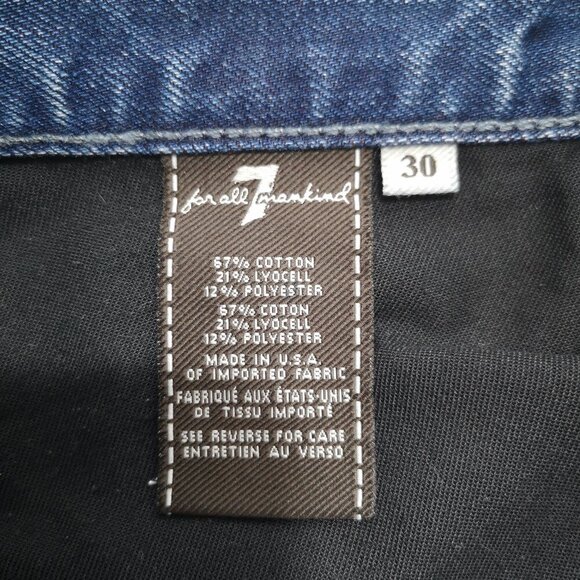 7
for all mankind
30
67% COTTON
21% LYOCELL
12% POLYESTER
67% COTON
21% LYOCELL
12% POLYESTER
MADE IN U.S.A.
OF IMPORTED FABRIC
FABRIQUÉ AUX ÉTATS-UNIS
DE TISSU IMPORTÉ
SEE REVERSE FOR CARE
ENTRETIEN AU VERSO